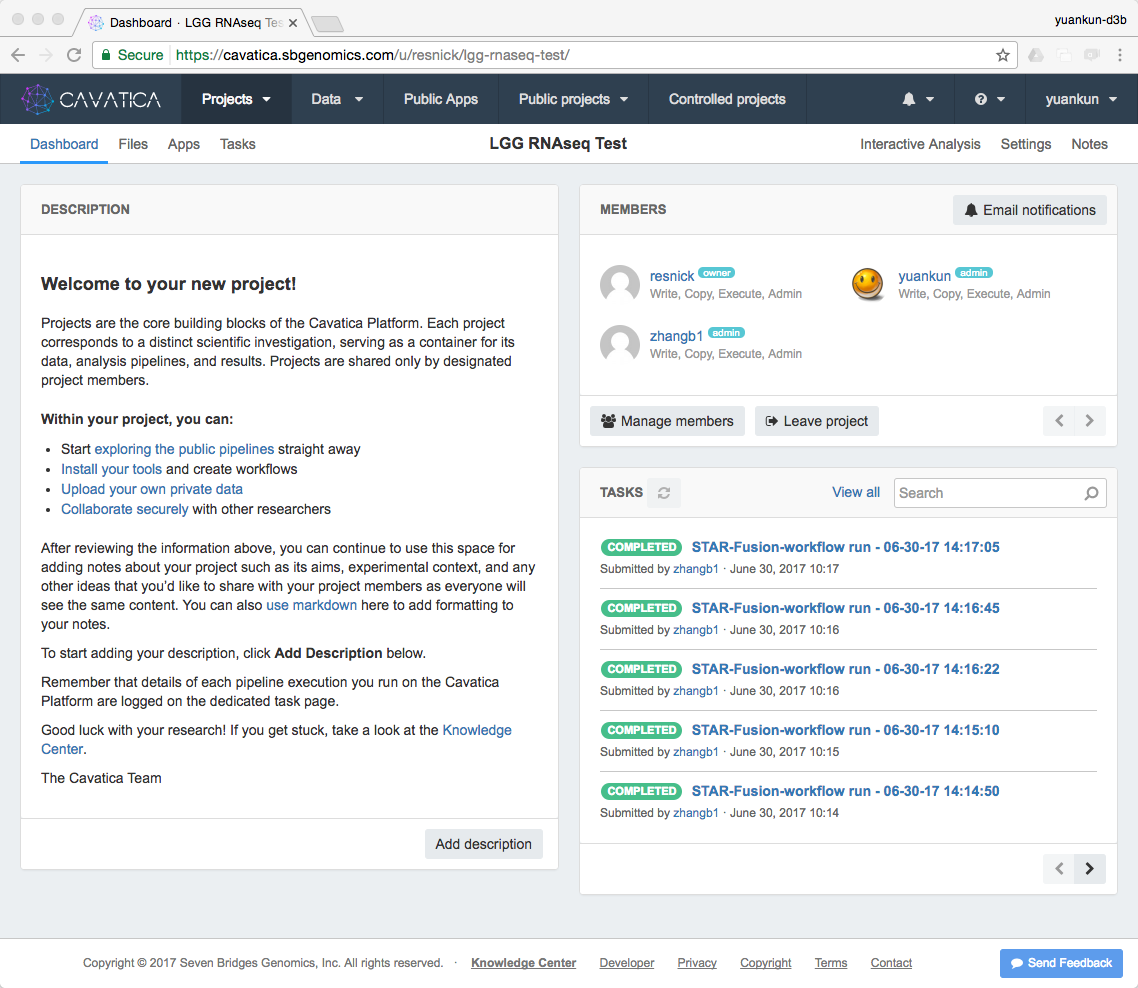 Dashboard · LGG RNAseq Tes
yuankun-d3b
Secure https://cavatica.sbgenomics.com/u/resnick/lgg-rnaseq-test/
CAVATICA Projects Data Public Apps Public projects Controlled projects yuankun
Dashboard Files Apps Tasks LGG RNAseq Test Interactive Analysis Settings Notes
DESCRIPTION
Welcome to your new project!
Projects are the core building blocks of the Cavatica Platform. Each project
corresponds to a distinct scientific investigation, serving as a container for its
data, analysis pipelines, and results. Projects are shared only by designated
project members.
Within your project, you can:
• Start exploring the public pipelines straight away
• Install your tools and create workflows
• Upload your own private data
• Collaborate securely with other researchers
After reviewing the information above, you can continue to use this space for
adding notes about your project such as its aims, experimental context, and any
other ideas that you'd like to share with your project members as everyone will
see the same content. You can also use markdown here to add formatting to
your notes.
To start adding your description, click Add Description below.
Remember that details of each pipeline execution you run on the Cavatica
Platform are logged on the dedicated task page.
Good luck with your research! If you get stuck, take a look at the Knowledge
Center.
The Cavatica Team
Add description
MEMBERS Email notifications
resnick owner
Write, Copy, Execute, Admin
yuankun admin
Write, Copy, Execute, Admin
zhangb1 admin
Write, Copy, Execute, Admin
Manage members Leave project
TASKS View all Search
COMPLETED STAR-Fusion-workflow run - 06-30-17 14:17:05
Submitted by zhangb1 · June 30, 2017 10:17
COMPLETED STAR-Fusion-workflow run - 06-30-17 14:16:45
Submitted by zhangb1 · June 30, 2017 10:16
COMPLETED STAR-Fusion-workflow run - 06-30-17 14:16:22
Submitted by zhangb1 · June 30, 2017 10:16
COMPLETED STAR-Fusion-workflow run - 06-30-17 14:15:10
Submitted by zhangb1 · June 30, 2017 10:15
COMPLETED STAR-Fusion-workflow run - 06-30-17 14:14:50
Submitted by zhangb1 · June 30, 2017 10:14
Copyright © 2017 Seven Bridges Genomics, Inc. All rights reserved. · Knowledge Center Developer Privacy Copyright Terms Contact Send Feedback